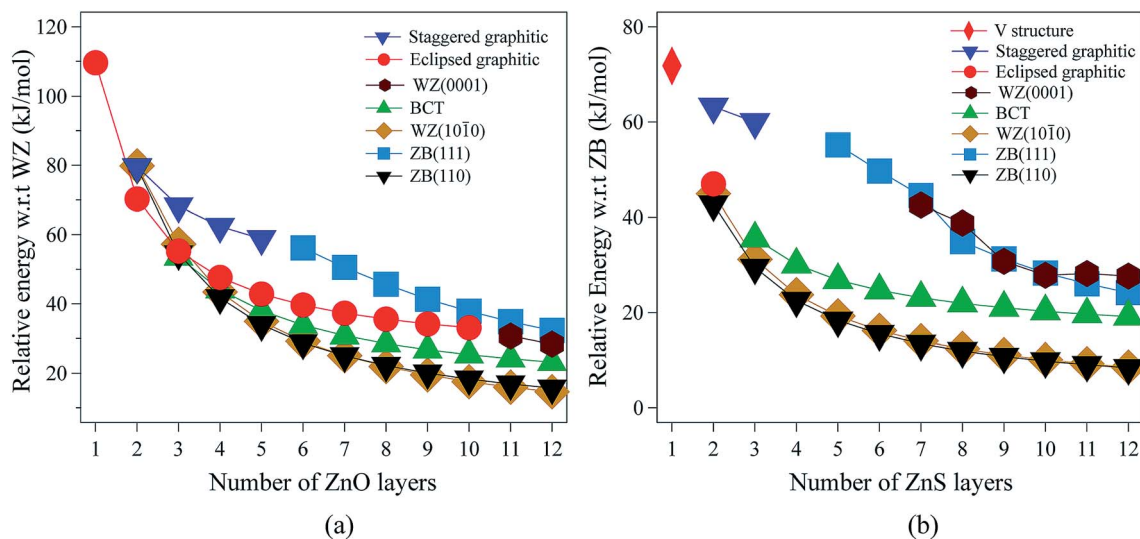 Relative energy w.r.t WZ (kJ/mol)
120
100
80
60
40
20
Staggered graphitic
Eclipsed graphitic
WZ(0001)
BCT
WZ(101̄0)
ZB(111)
ZB(110)
1 2 3 4 5 6 7 8 9 10 11 12
Number of ZnO layers
(a)
Relative Energy w.r.t ZB (kJ/mol)
80
60
40
20
0
V structure
Staggered graphitic
Eclipsed graphitic
WZ(0001)
BCT
WZ(101̄0)
ZB(111)
ZB(110)
1 2 3 4 5 6 7 8 9 10 11 12
Number of ZnS layers
(b)